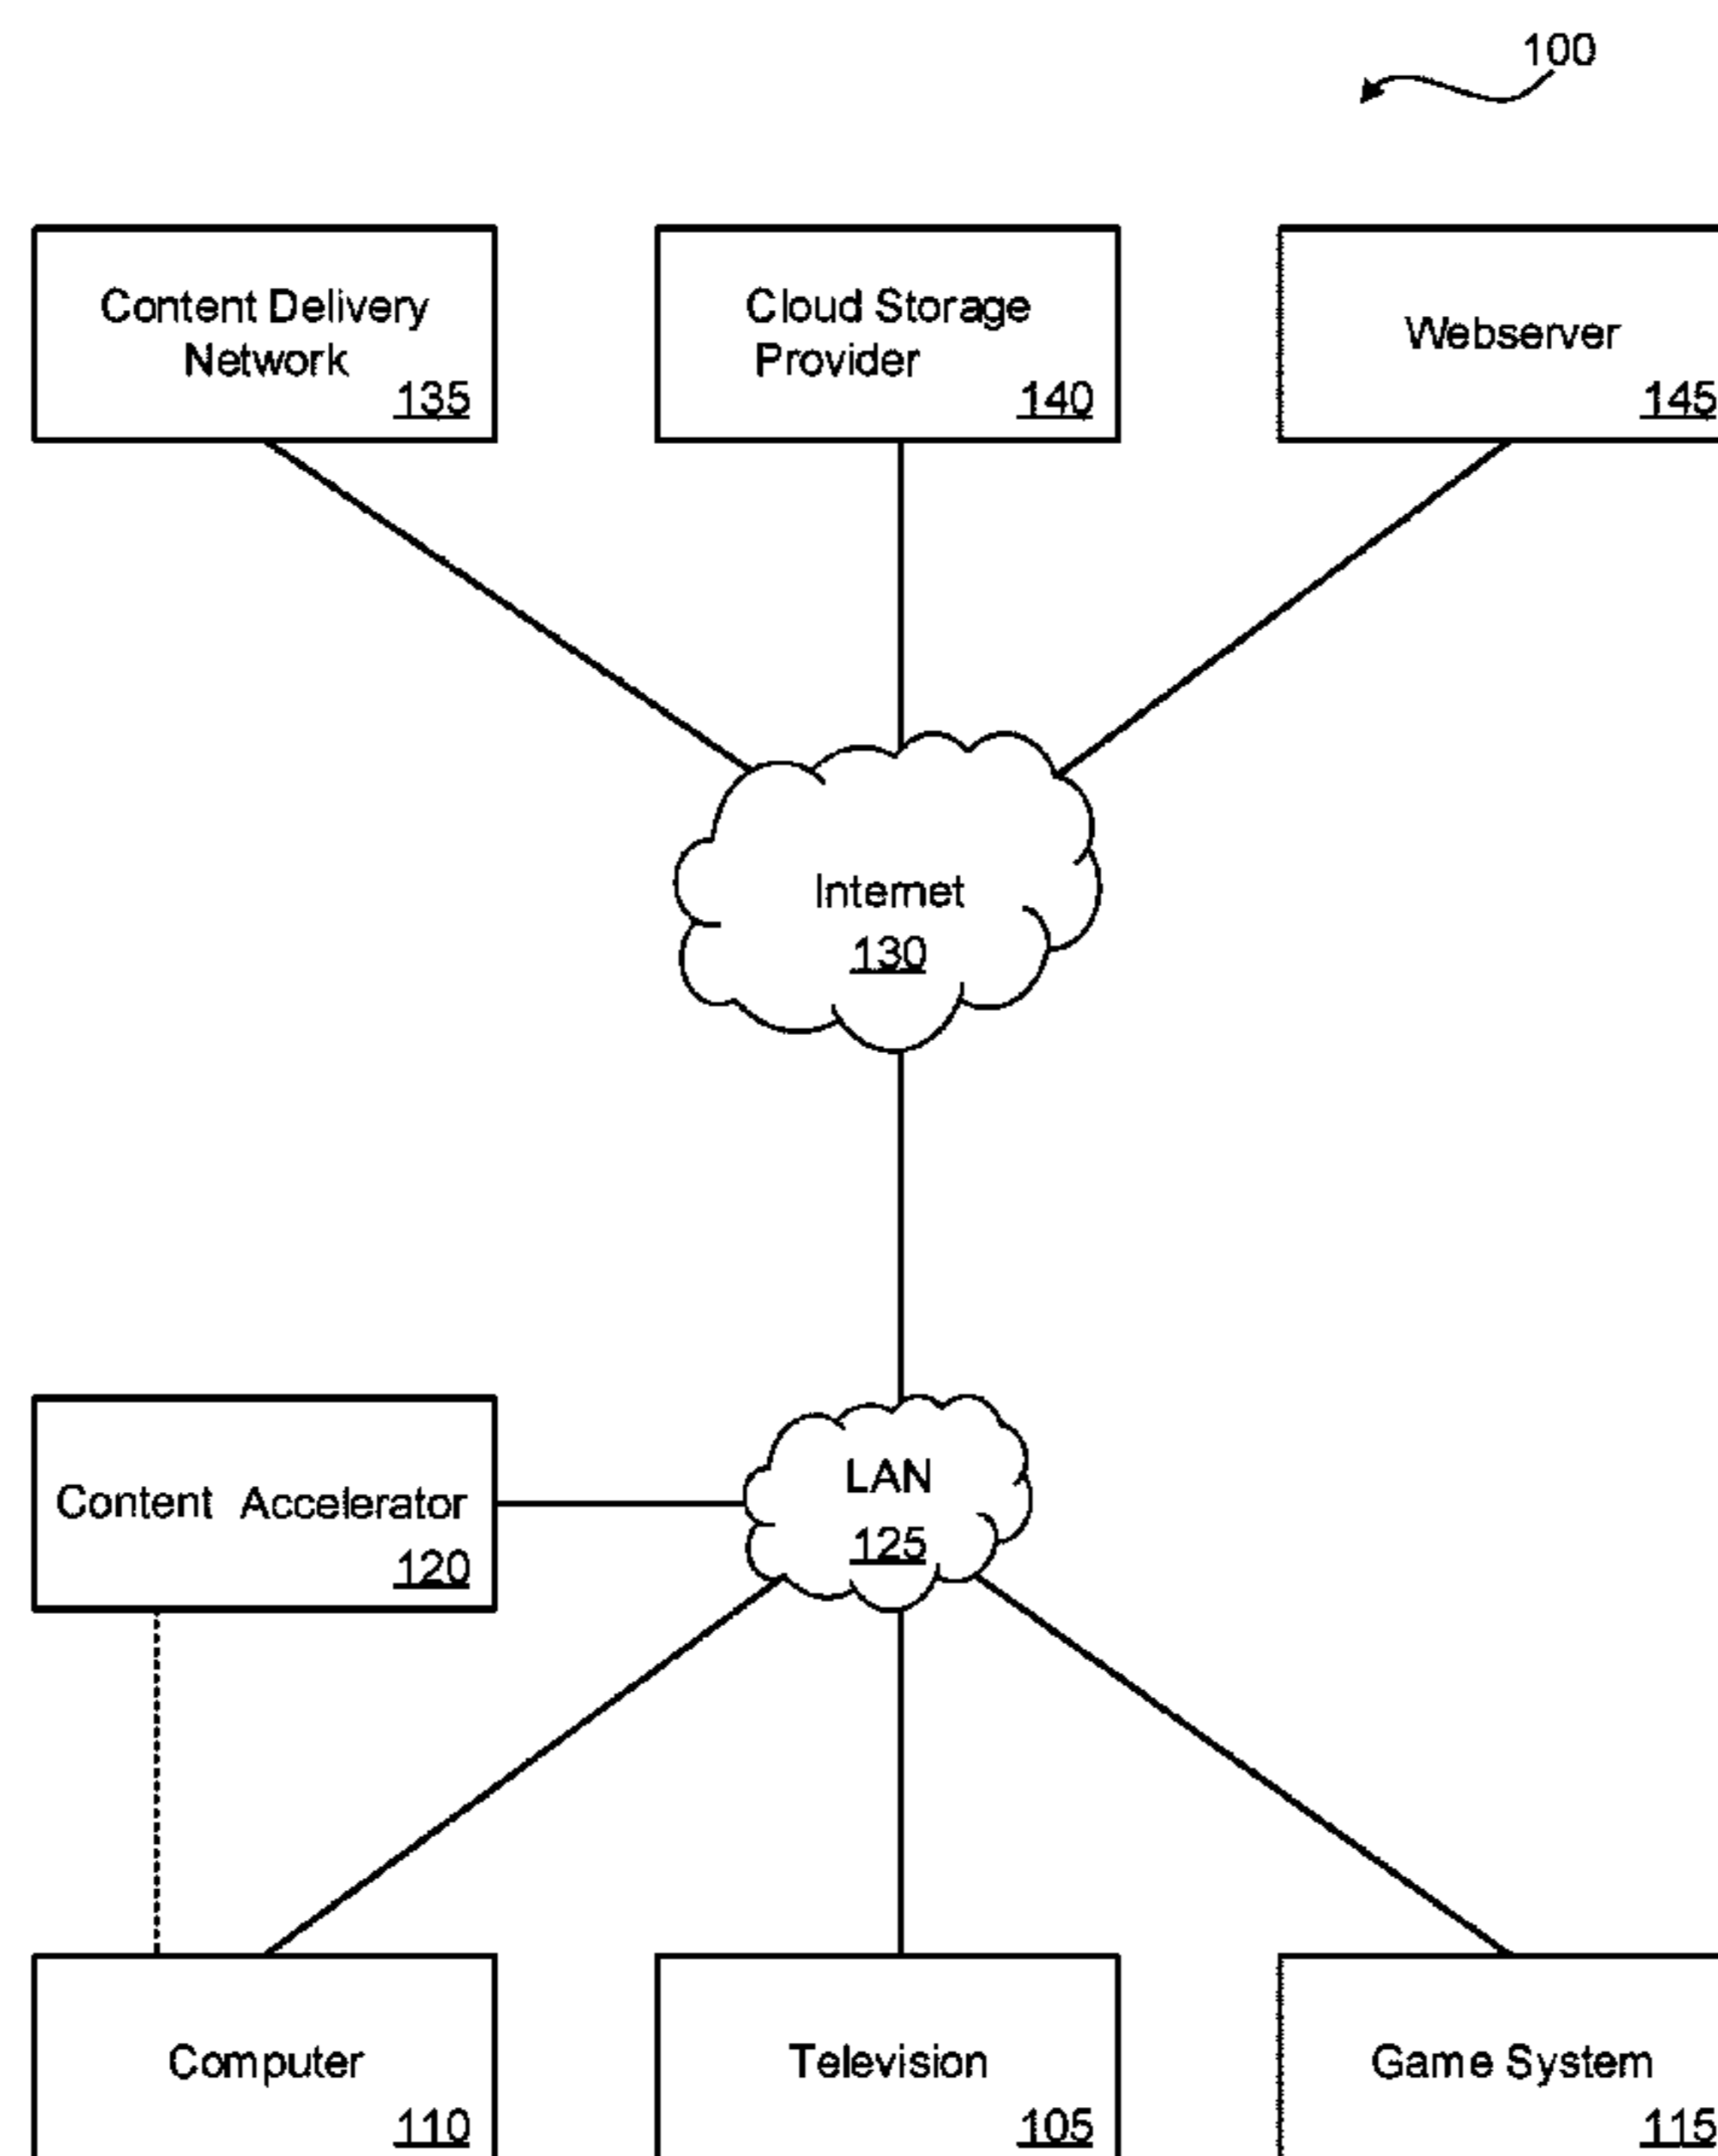 100
Content Delivery
Network
135
Cloud Storage
Provider
140
Webserver
145
Internet
130
Content Accelerator
120
LAN
125
Computer
110
Television
105
Game System
115